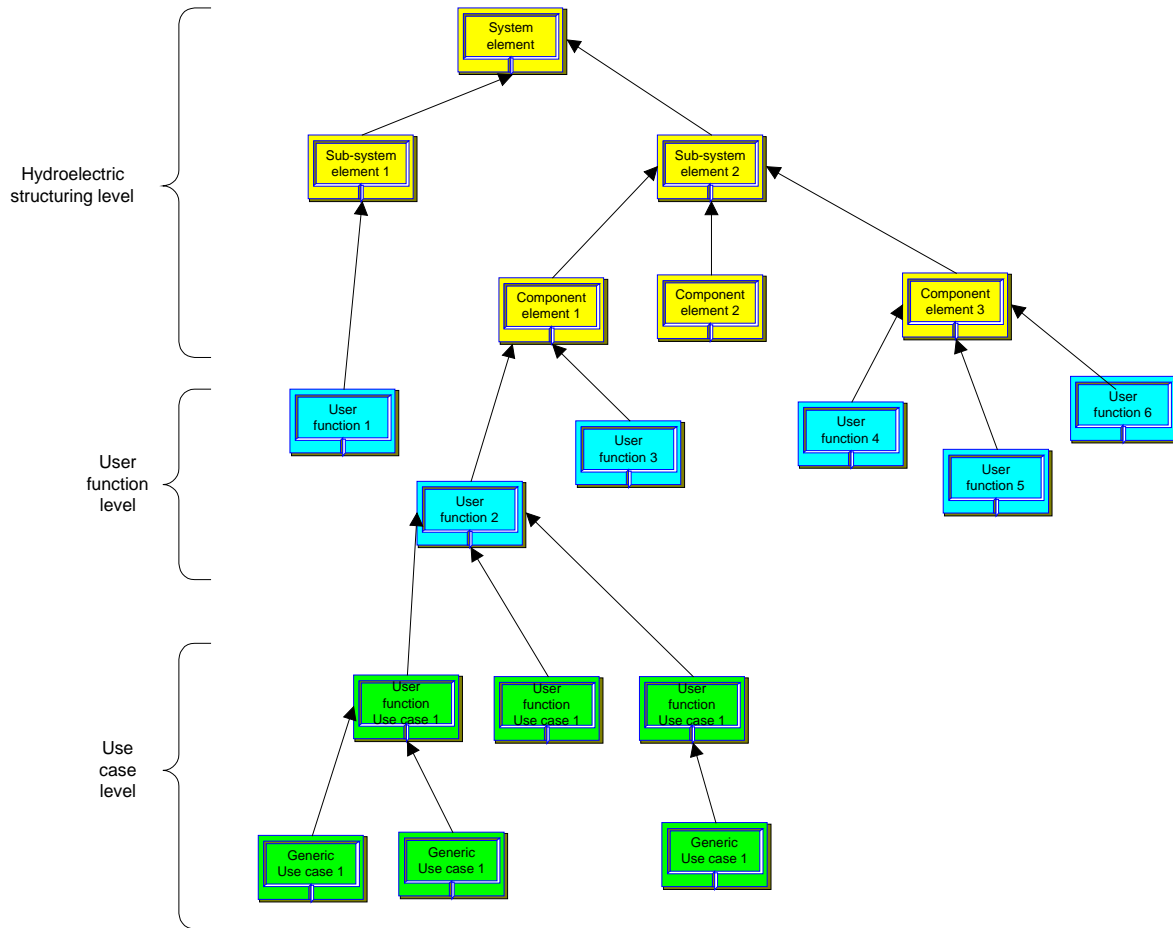 System
element
Sub-system
element 1
Sub-system
element 2
Hydroelectric
structuring level
Component
element 1
Component
element 2
Component
element 3
User
function 1
User
function 3
User
function 4
User
function 5
User
function 6
User
function
level
User
function 2
User
function
Use case 1
User
function
Use case 1
User
function
Use case 1
Use
case
level
Generic
Use case 1
Generic
Use case 1
Generic
Use case 1